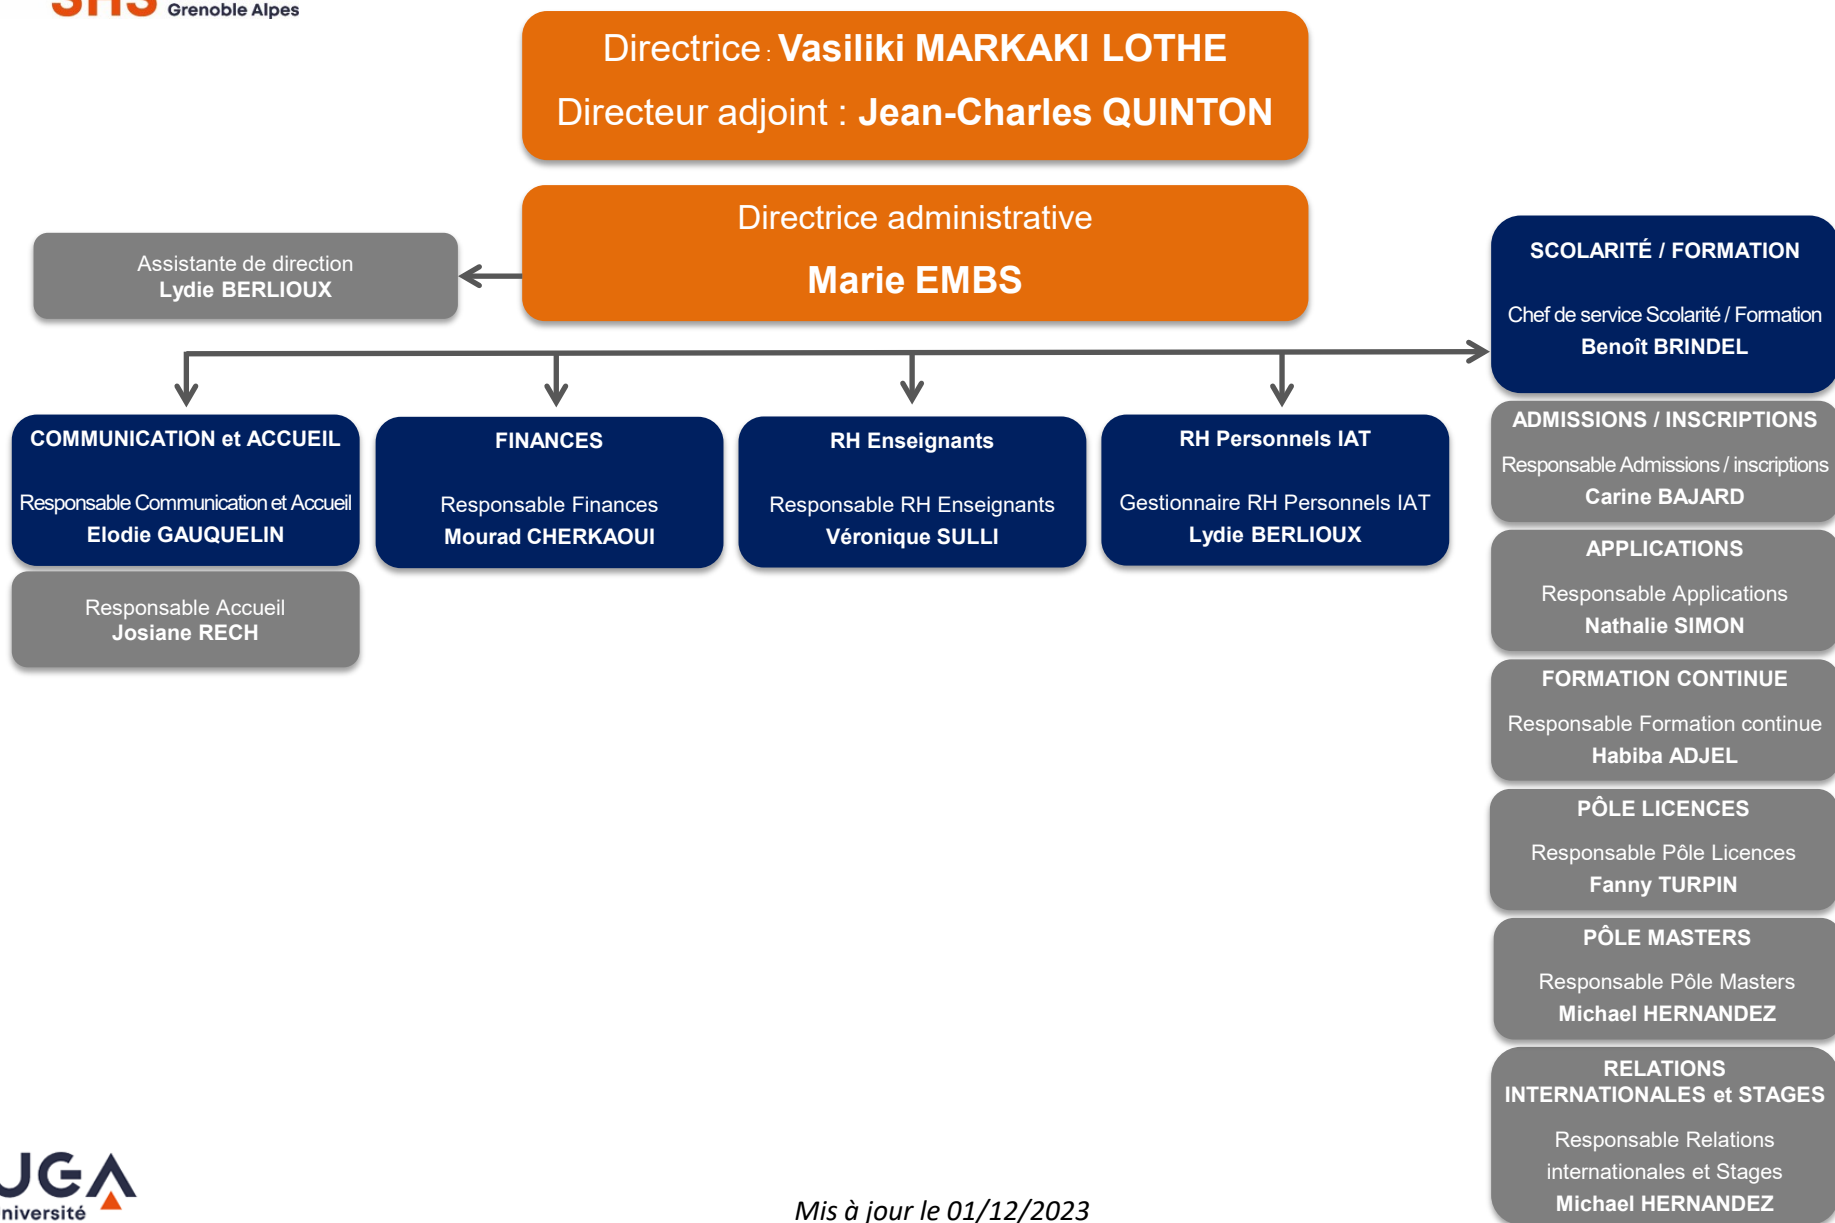 SHS
Grenoble Alpes
Directrice : Vasiliki MARKAKI LOTHE
Directeur adjoint : Jean-Charles QUINTON
Directrice administrative
Marie EMBS
Assistante de direction
Lydie BERLIOUX
SCOLARITÉ / FORMATION
Chef de service Scolarité / Formation
Benoît BRINDEL
COMMUNICATION et ACCUEIL
Responsable Communication et Accueil
Elodie GAUQUELIN
Responsable Accueil
Josiane RECH
FINANCES
Responsable Finances
Mourad CHERKAOUI
RH Enseignants
Responsable RH Enseignants
Véronique SULLI
RH Personnels IAT
Gestionnaire RH Personnels IAT
Lydie BERLIOUX
ADMISSIONS / INSCRIPTIONS
Responsable Admissions / inscriptions
Carine BAJARD
APPLICATIONS
Responsable Applications
Nathalie SIMON
FORMATION CONTINUE
Responsable Formation continue
Habiba ADJEL
PÔLE LICENCES
Responsable Pôle Licences
Fanny TURPIN
PÔLE MASTERS
Responsable Pôle Masters
Michael HERNANDEZ
RELATIONS
INTERNATIONALES et STAGES
Responsable Relations
internationales et Stages
Michael HERNANDEZ
UGA
Université
Mis à jour le 01/12/2023